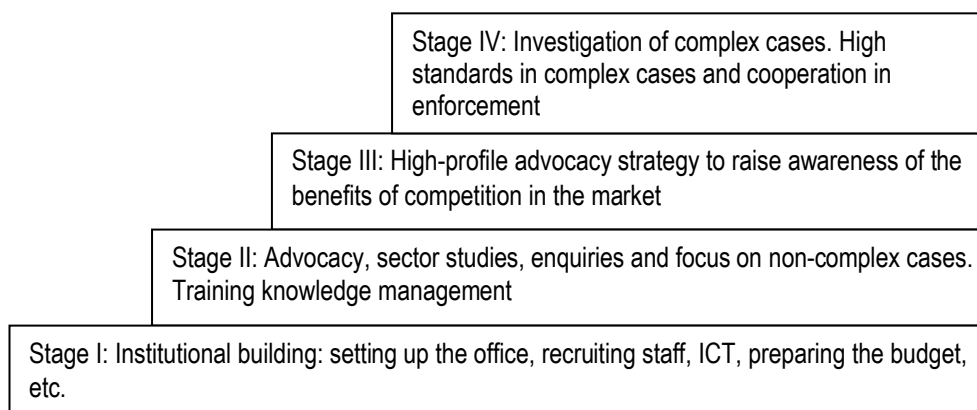 Stage IV: Investigation of complex cases. High
standards in complex cases and cooperation in
enforcement
Stage III: High-profile advocacy strategy to raise awareness of the
benefits of competition in the market
Stage II: Advocacy, sector studies, enquiries and focus on non-complex cases.
Training knowledge management
Stage I: Institutional building: setting up the office, recruiting staff, ICT, preparing the budget,
etc.